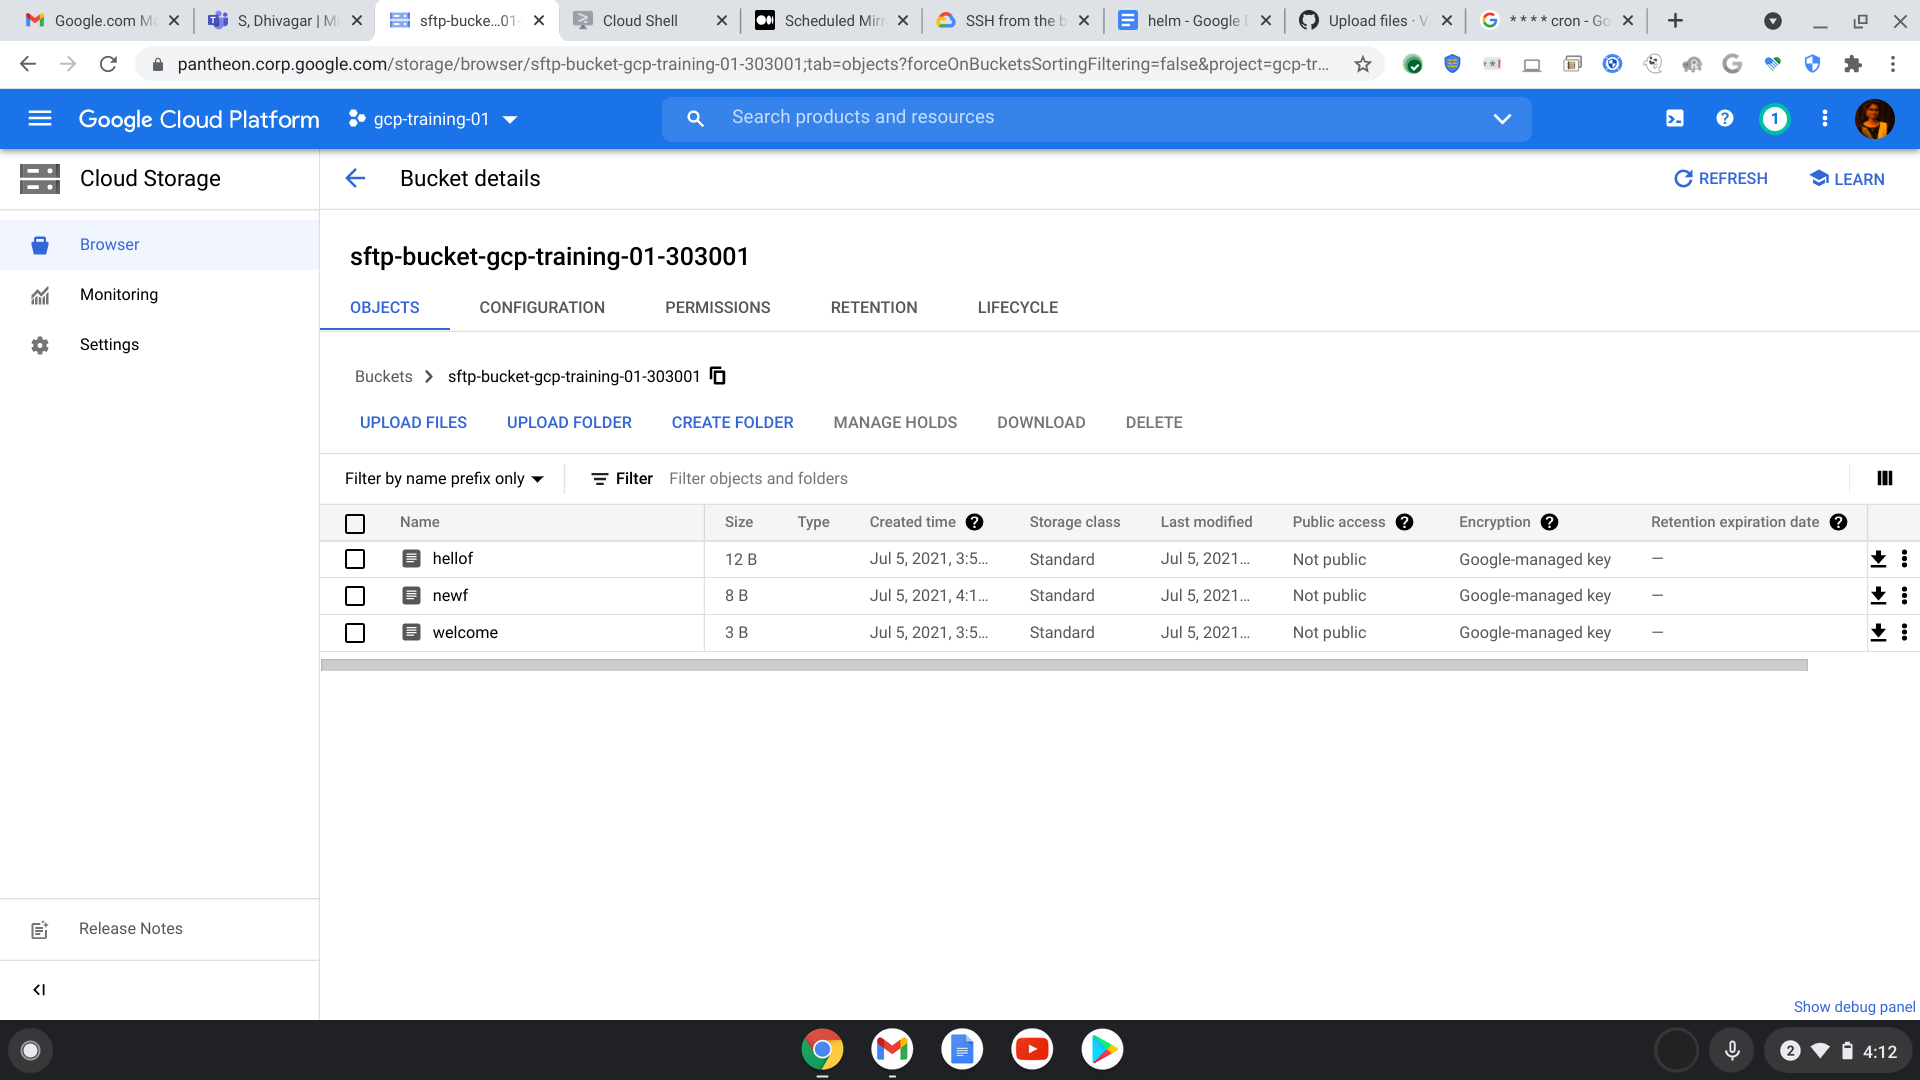 Google.com Ma
S, Dhivagar | Mi
sftp-bucke...01-
Cloud Shell
Scheduled Mirr
SSH from the b
helm - Google D
Upload files · V
* * * * cron - Go
pantheon.corp.google.com/storage/browser/sftp-bucket-gcp-training-01-303001;tab=objects?forceOnBucketsSortingFiltering=false&project=gcp-tr...
Google Cloud Platform
gcp-training-01
Search products and resources
1
Cloud Storage
Bucket details
REFRESH
LEARN
Browser
Monitoring
Settings
sftp-bucket-gcp-training-01-303001
OBJECTS CONFIGURATION PERMISSIONS RETENTION LIFECYCLE
Buckets sftp-bucket-gcp-training-01-303001
UPLOAD FILES UPLOAD FOLDER CREATE FOLDER MANAGE HOLDS DOWNLOAD DELETE
Filter by name prefix only Filter Filter objects and folders
Name Size Type Created time Storage class Last modified Public access Encryption Retention expiration date
hellof 12 B Jul 5, 2021, 3:5... Standard Jul 5, 2021... Not public Google-managed key —
newf 8 B Jul 5, 2021, 4:1... Standard Jul 5, 2021... Not public Google-managed key —
welcome 3 B Jul 5, 2021, 3:5... Standard Jul 5, 2021... Not public Google-managed key —
Release Notes
Show debug panel
2 4:12